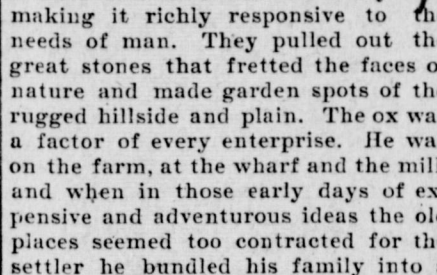 making it richly responsive to th
needs of man. They pulled out th
great stones that fretted the faces o
nature and made garden spots of th
rugged hillside and plain. The ox wa
a factor of every enterprise. He wa
on the farm, at the wharf and the mill
and when in those early days of ex
pensive and adventurous ideas the ol
places seemed too contracted for th
settler he bundled his family into